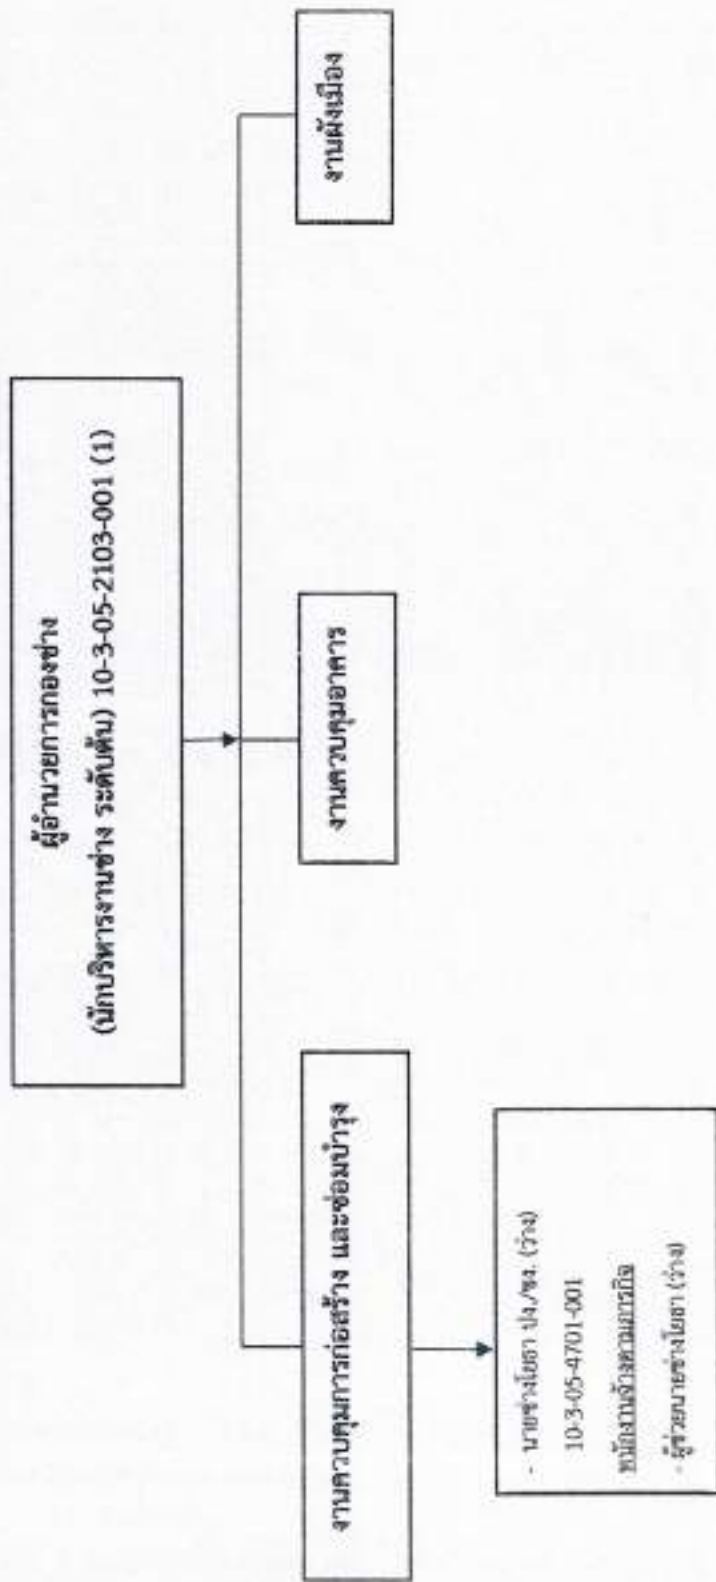 ผู้อำนวยการกองช่าง
(นักบริหารงานช่าง ระดับต้น) 10-3-05-2103-001 (1)
งานควบคุมการก่อสร้าง และซ่อมบำรุง
งานควบคุมอาคาร
งานผังเมือง
- นายช่างโยธา ปง./ชง. (ว่าง)
10-3-05-4701-001
พนักงานจ้างตามภารกิจ
- ผู้ช่วยนายช่างโยธา (ว่าง)